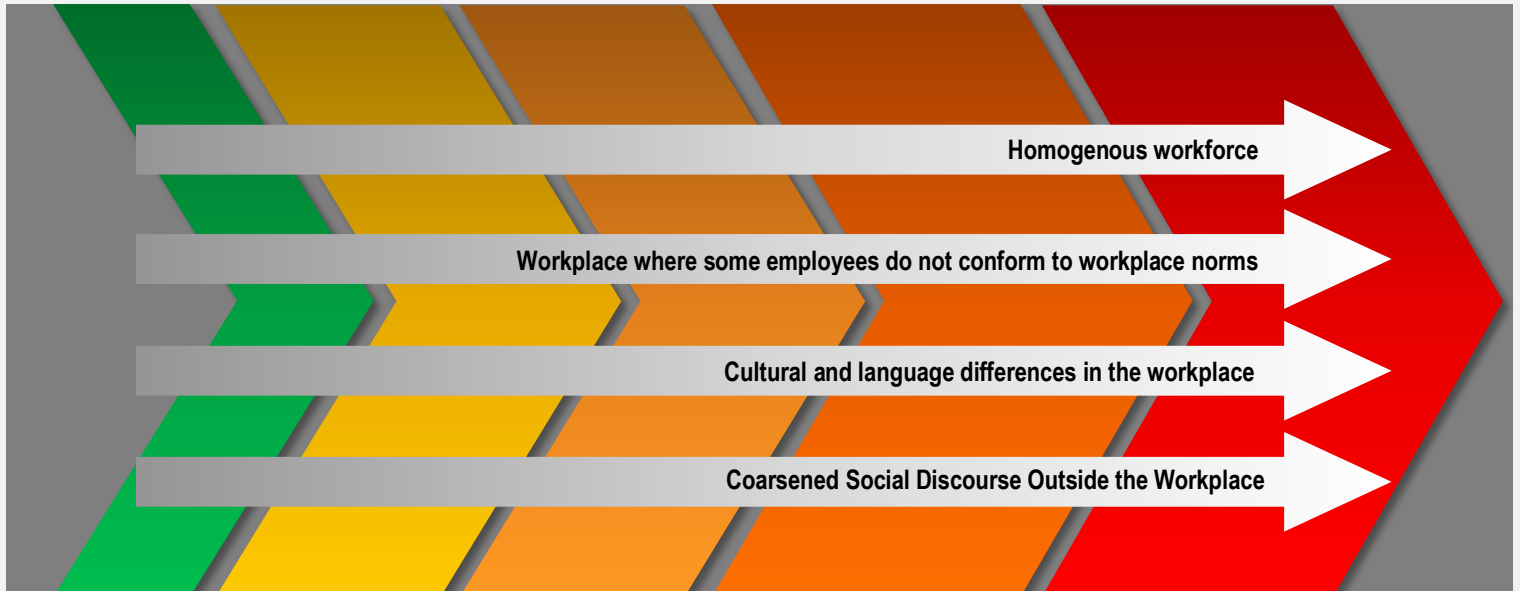 Homogenous workforce
Workplace where some employees do not conform to workplace norms
Cultural and language differences in the workplace
Coarsened Social Discourse Outside the Workplace